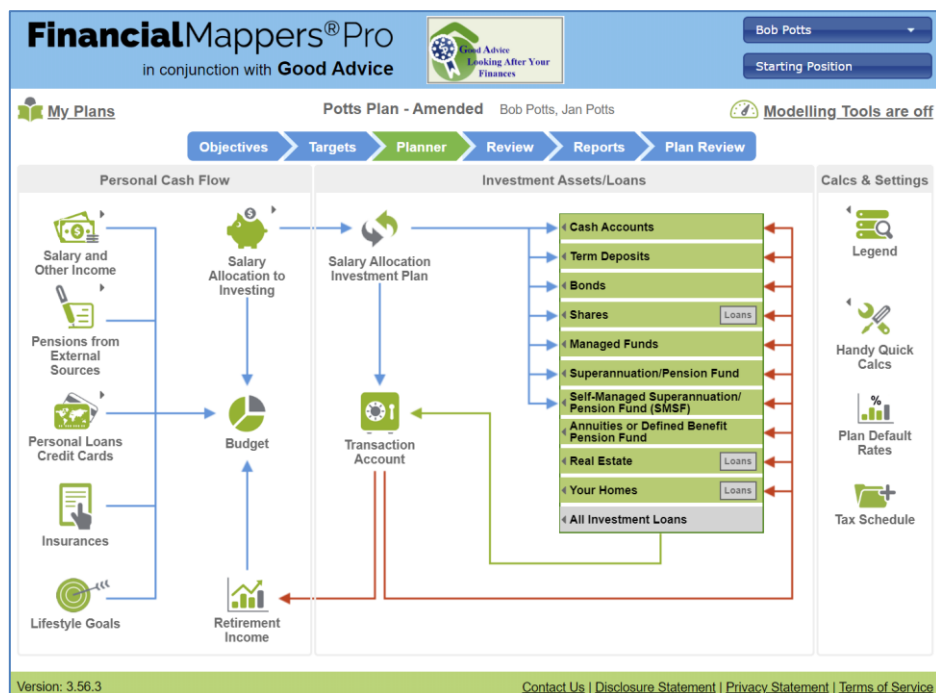 FinancialMappers®Pro
in conjunction with Good Advice
Good Advice
Looking After Your
Finances
Bob Potts
Starting Position
My Plans
Potts Plan - Amended Bob Potts, Jan Potts
Modelling Tools are off
Objectives
Targets
Planner
Review
Reports
Plan Review
Personal Cash Flow
Salary and
Other Income
Pensions from
External
Sources
Personal Loans
Credit Cards
Insurances
Lifestyle Goals
Salary
Allocation to
Investing
Budget
Retirement
Income
Investment Assets/Loans
Salary Allocation
Investment Plan
Transaction
Account
Cash Accounts
Term Deposits
Bonds
Shares Loans
Managed Funds
Superannuation/Pension Fund
Self-Managed Superannuation/
Pension Fund (SMSF)
Annuities or Defined Benefit
Pension Fund
Real Estate Loans
Your Homes Loans
All Investment Loans
Calcs & Settings
Legend
Handy Quick
Calcs
%
Plan Default
Rates
Tax Schedule
Version: 3.56.3
Contact Us | Disclosure Statement | Privacy Statement | Terms of Service